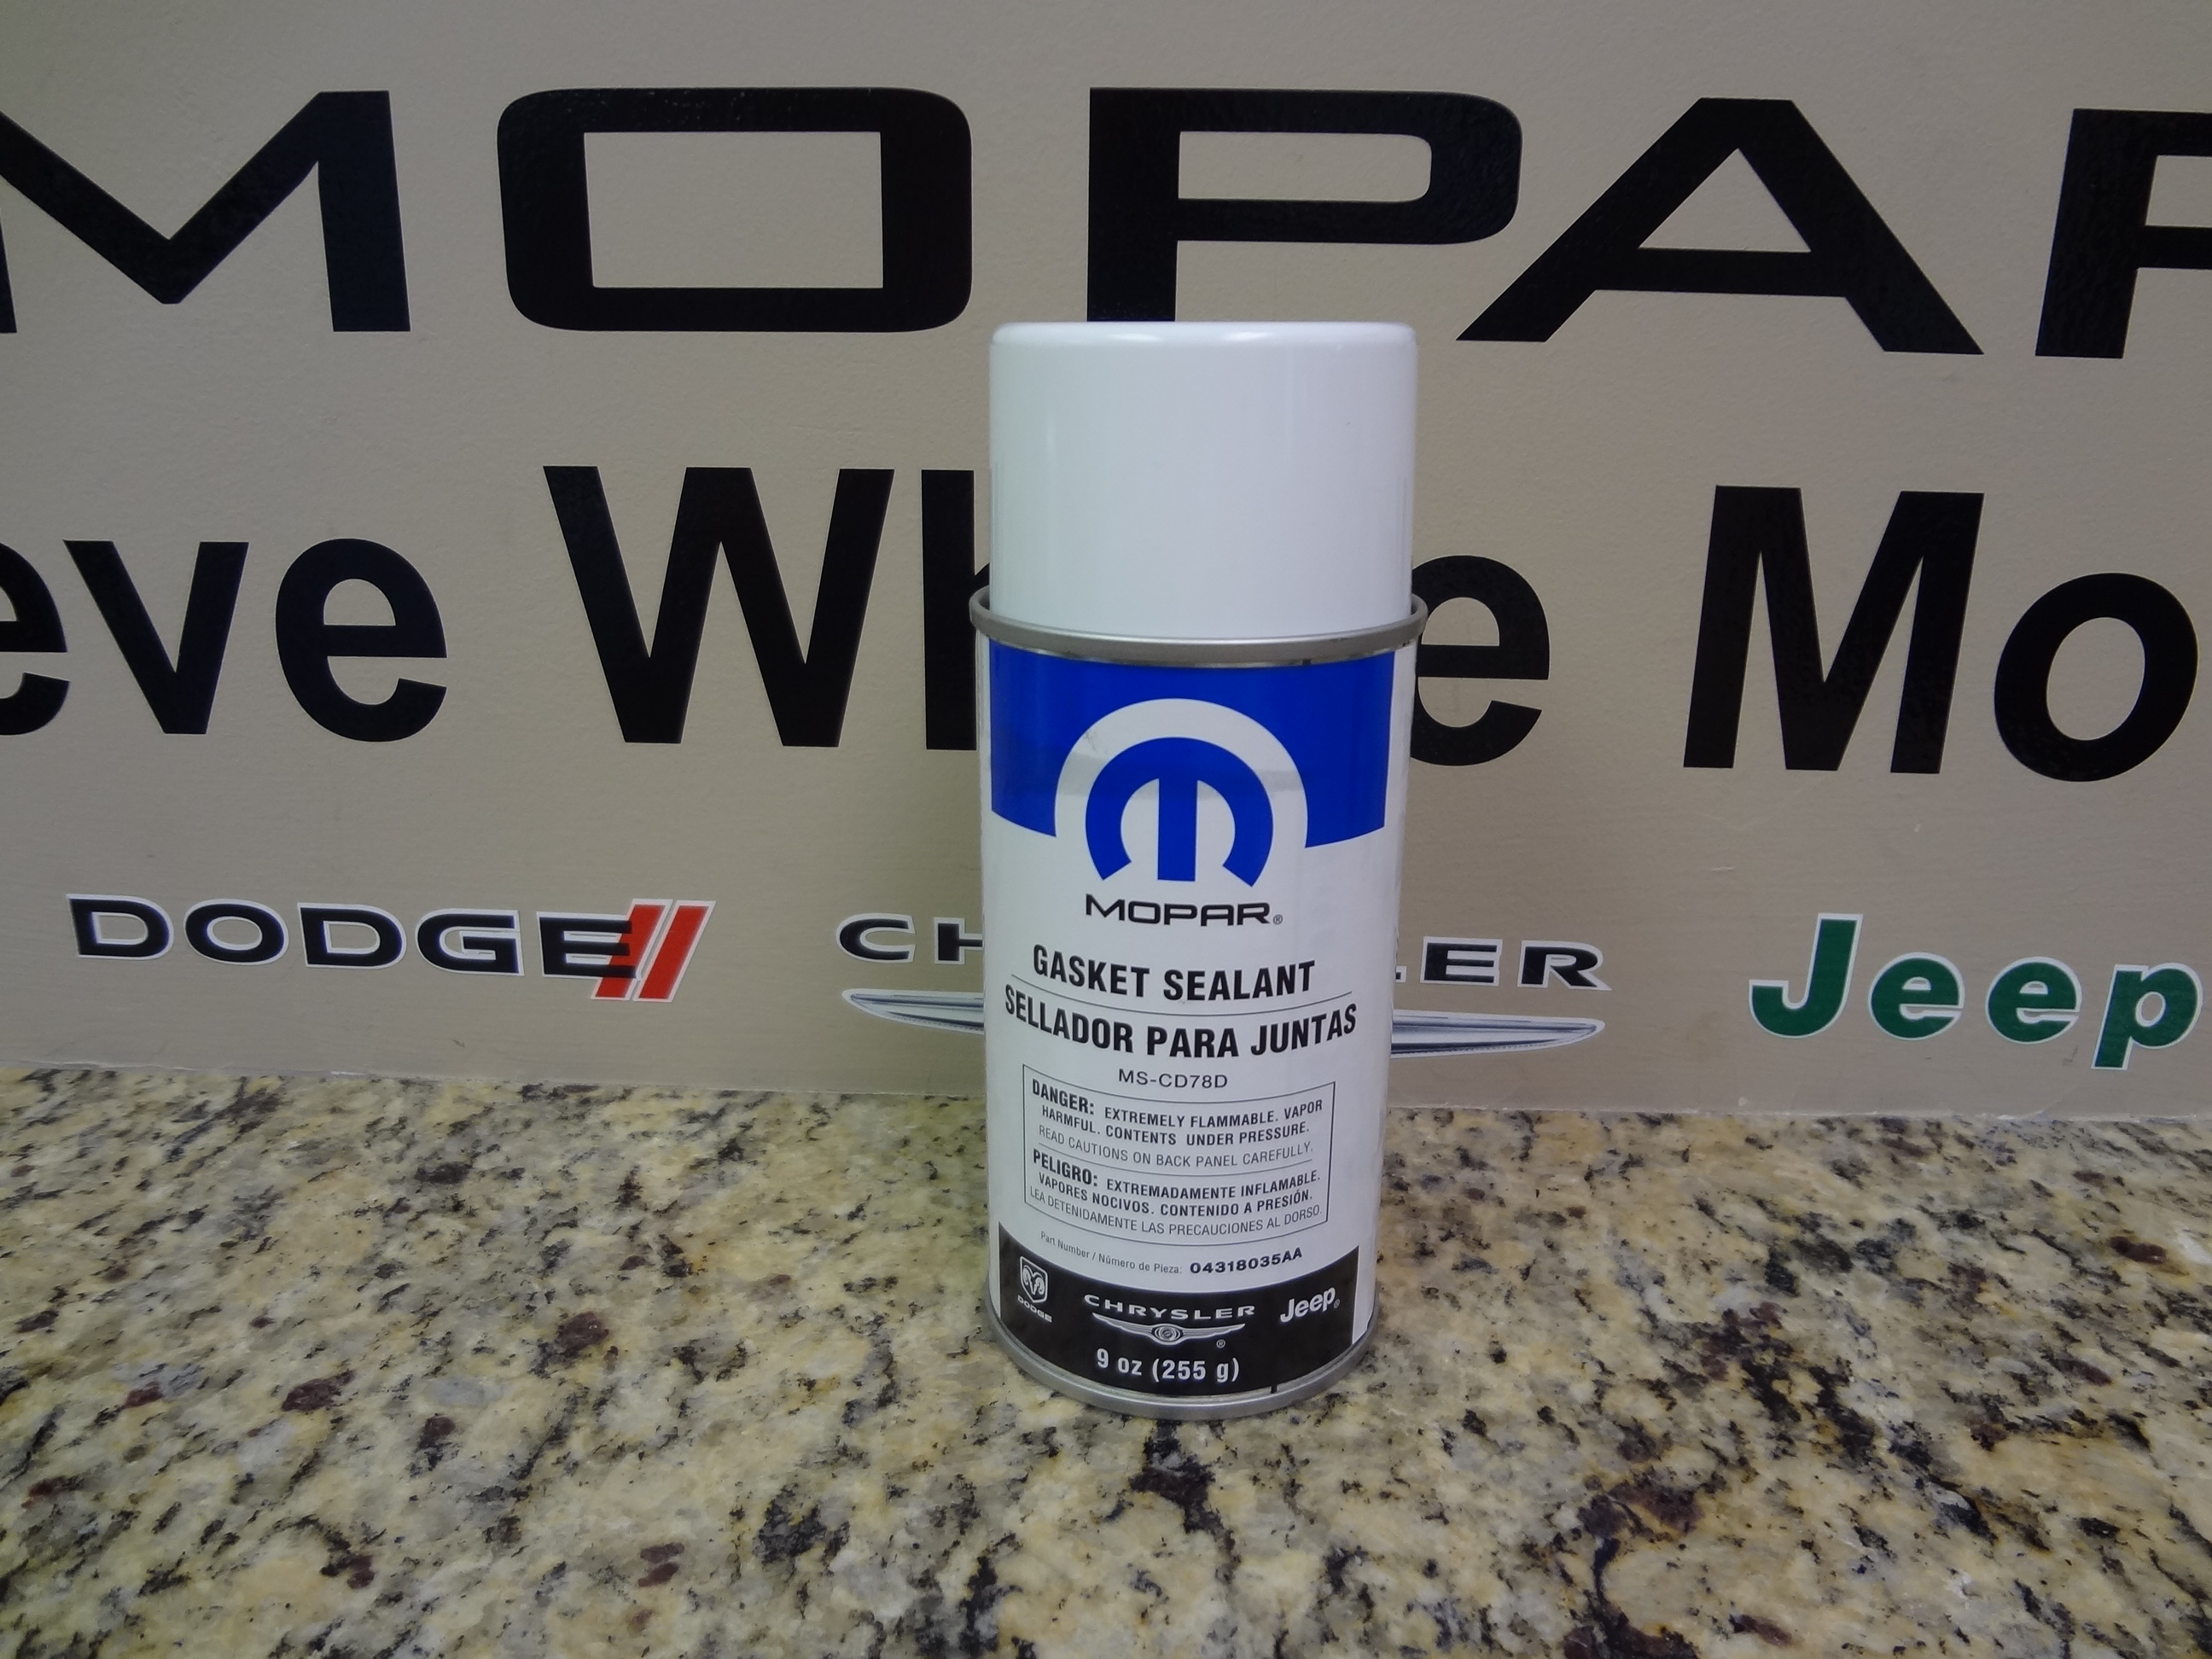 MOPAR
eve Wh e Mo
DODGE
CH LER
Jeep
MOPAR®
GASKET SEALANT
SELLADOR PARA JUNTAS
MS-CD78D
DANGER: EXTREMELY FLAMMABLE. VAPOR
HARMFUL. CONTENTS UNDER PRESSURE.
READ CAUTIONS ON BACK PANEL CAREFULLY.
PELIGRO: EXTREMADAMENTE INFLAMABLE.
VAPORES NOCIVOS. CONTENIDO A PRESIÓN.
LEA DETENIDAMENTE LAS PRECAUCIONES AL DORSO.
Part Number / Número de Pieza: 04318035AA
DODGE
CHRYSLER
Jeep®
9 oz (255 g)